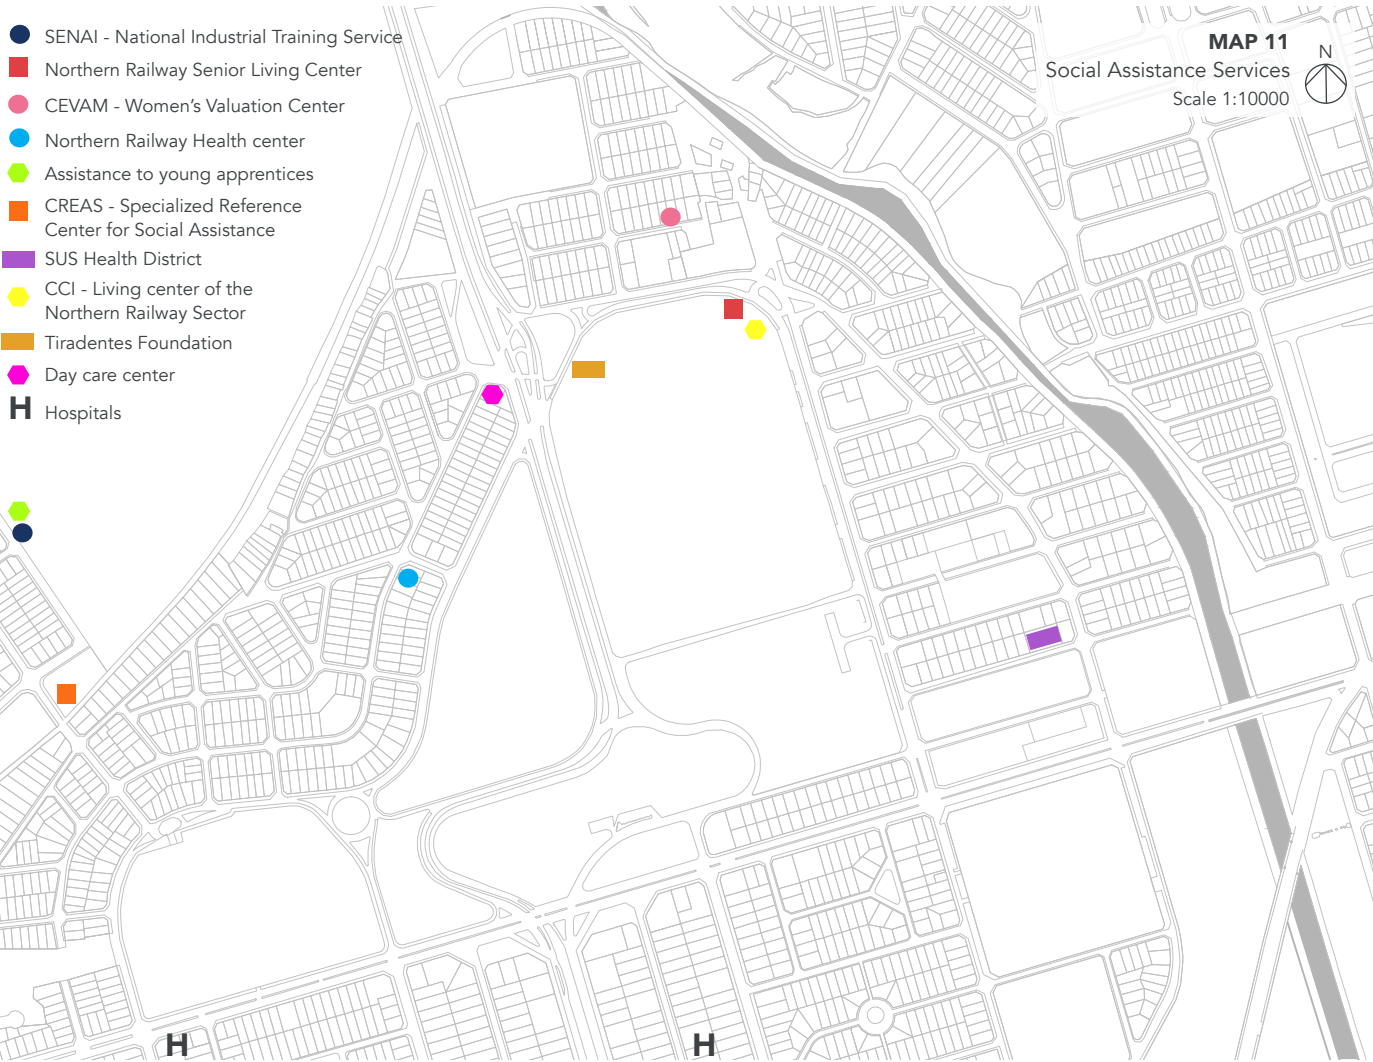 SENAI - National Industrial Training Service
Northern Railway Senior Living Center
CEVAM - Women's Valuation Center
Northern Railway Health center
Assistance to young apprentices
CREAS - Specialized Reference
Center for Social Assistance
SUS Health District
CCI - Living center of the
Northern Railway Sector
Tiradentes Foundation
Day care center
H Hospitals
MAP 11
Social Assistance Services
Scale 1:10000
N
H
H